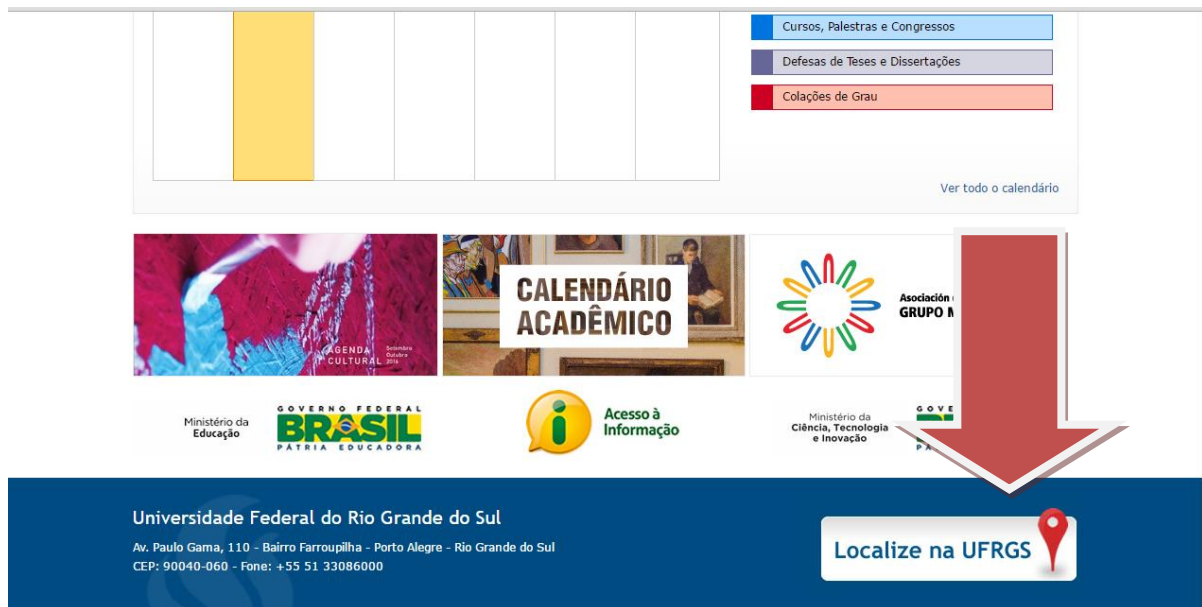 Cursos, Palestras e Congressos
Defesas de Teses e Dissertações
Colações de Grau
Ver todo o calendário
AGENDA
CULTURAL
Setembro
Outubro
2016
CALENDÁRIO
ACADÊMICO
Asociación
GRUPO
Ministério da
Educação
GOVERNO FEDERAL
BRASIL
PÁTRIA EDUCADORA
Acesso à
Informação
Ministério da
Ciência, Tecnologia
e Inovação
Universidade Federal do Rio Grande do Sul
Av. Paulo Gama, 110 - Bairro Farroupilha - Porto Alegre - Rio Grande do Sul
CEP: 90040-060 - Fone: +55 51 33086000
Localize na UFRGS